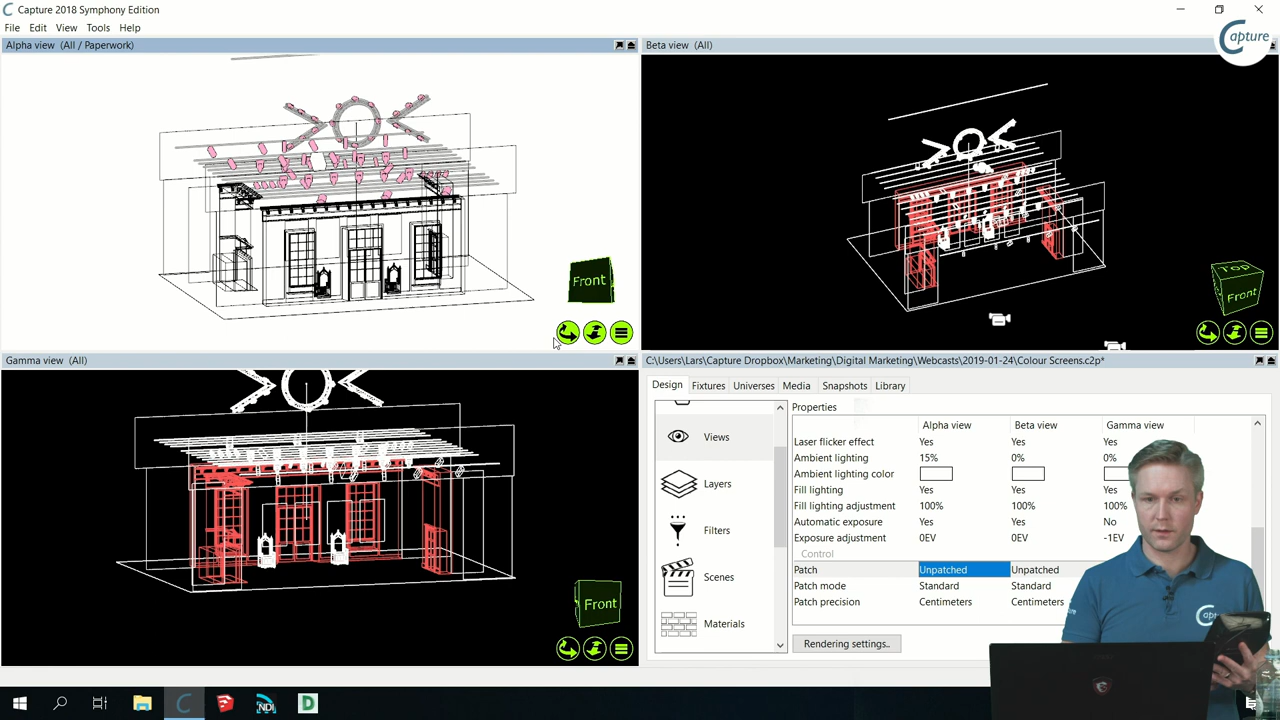 Capture 2018 Symphony Edition
File Edit View Tools Help
Capture
Alpha view (All / Paperwork)
Beta view (All)
Front
Top
Front
Gamma view (All)
C:\Users\Lars\Capture Dropbox\Marketing\Digital Marketing\Webcasts\2019-01-24\Colour Screens.c2p*
Design Fixtures Universes Media Snapshots Library
Properties
Views
Layers
Filters
Scenes
Materials
Alpha view Beta view Gamma view
Laser flicker effect Yes Yes Yes
Ambient lighting 15% 0% 0%
Ambient lighting color
Fill lighting Yes Yes Yes
Fill lighting adjustment 100% 100% 100%
Automatic exposure Yes Yes No
Exposure adjustment 0EV 0EV -1EV
Control
Patch Unpatched Unpatched
Patch mode Standard Standard
Patch precision Centimeters Centimeters
Rendering settings..
Front
NDI
D